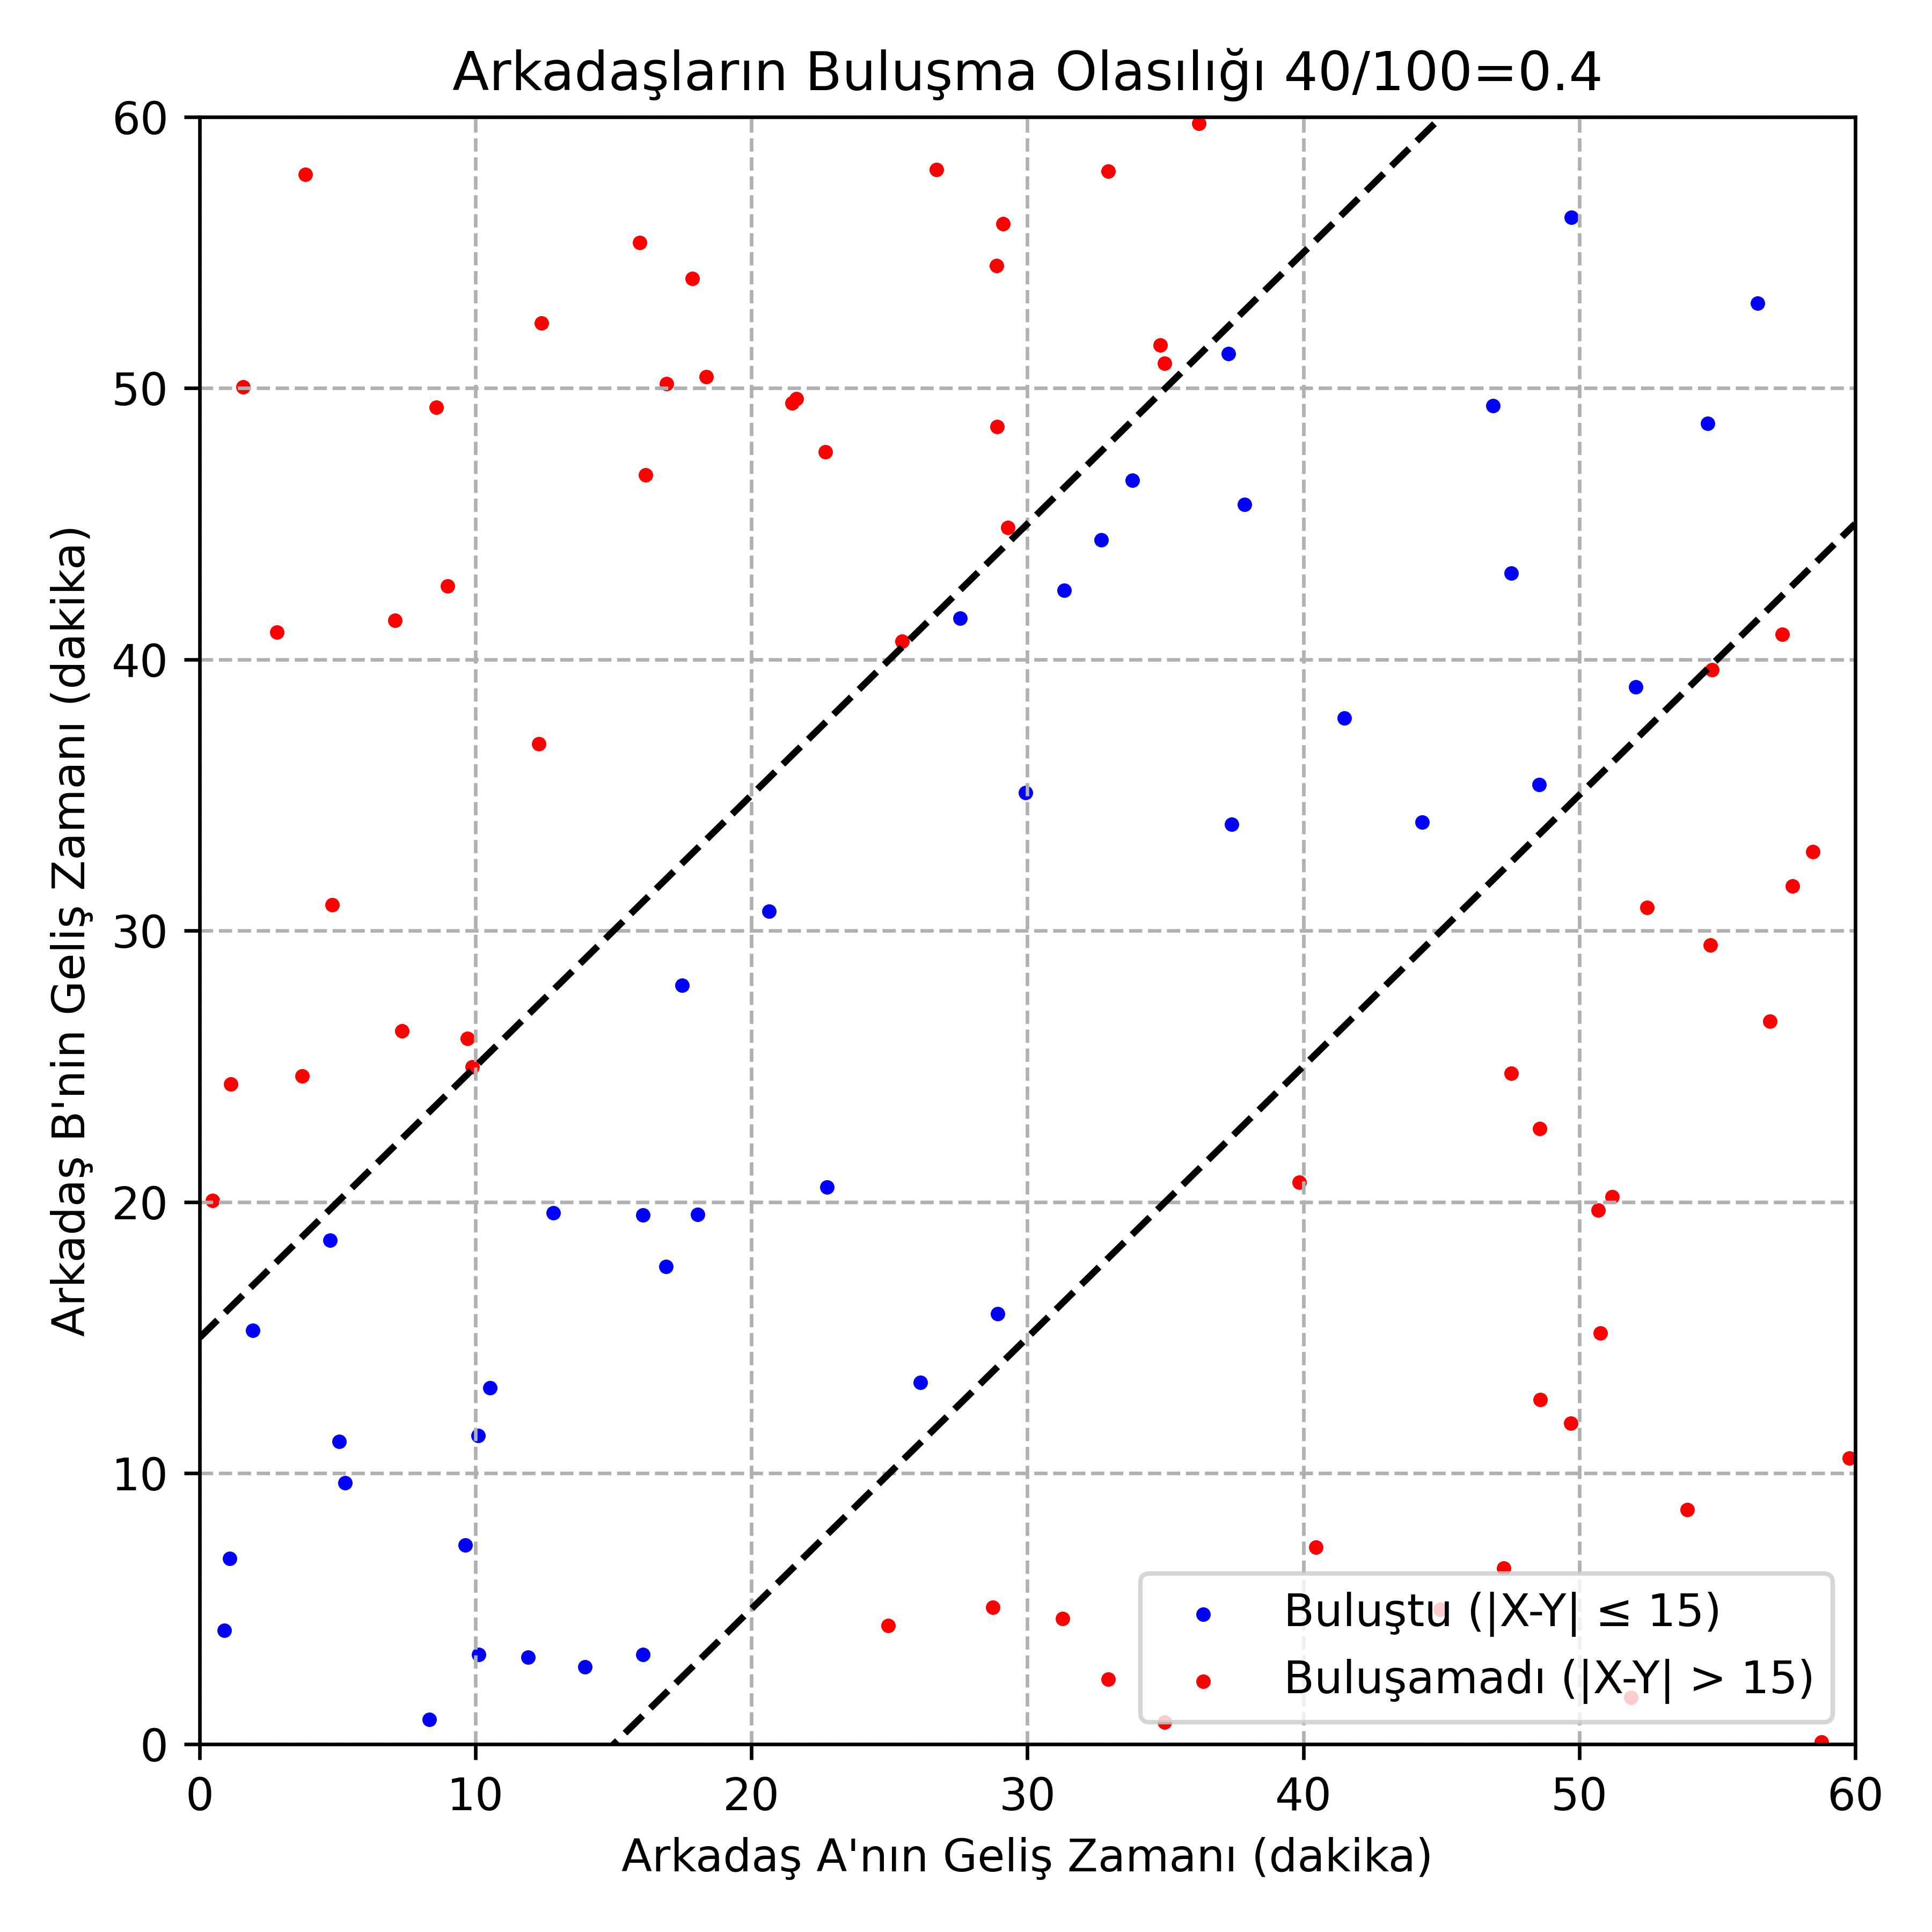 Arkadaşların Buluşma Olasılığı 40/100=0.4
60
50
40
30
20
10
0
Arkadaş B'nin Geliş Zamanı (dakika)
Buluştu (|X-Y| ≤ 15)
Buluşamadı (|X-Y| > 15)
0 10 20 30 40 50 60
Arkadaş A'nın Geliş Zamanı (dakika)